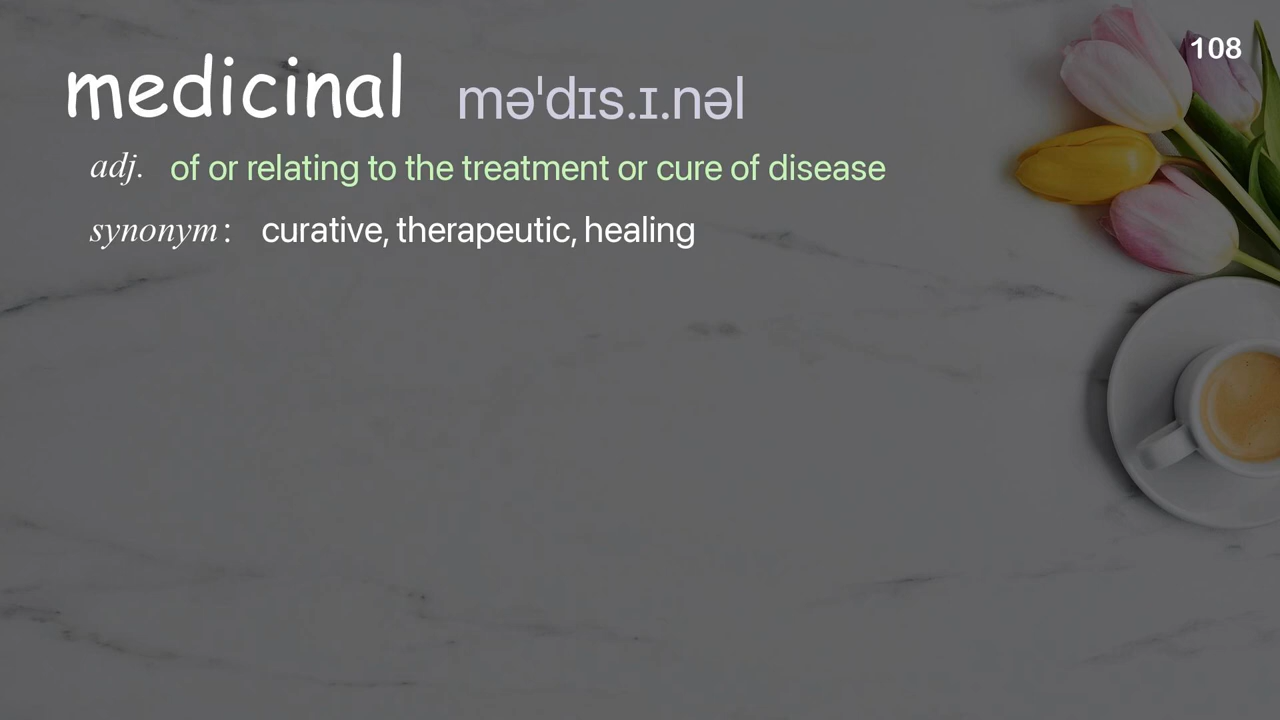 108
medicinal məˈdɪs.ɪ.nəl
adj. of or relating to the treatment or cure of disease
synonym: curative, therapeutic, healing